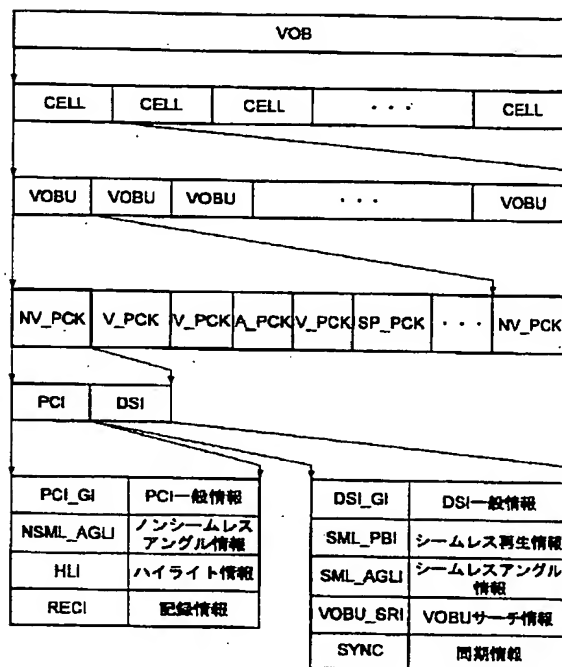 VOB
CELL CELL CELL ・・・ CELL
VOBU VOBU VOBU ・・・ VOBU
NV_PCK V_PCK V_PCK A_PCK V_PCK SP_PCK ・・・ NV_PCK
PCI DSI
PCI_GI PCI一般情報
NSML_AGLI ノンシームレス
アングル情報
HLI ハイライト情報
RECI 記録情報
DSI_GI DSI一般情報
SML_PBI シームレス再生情報
SML_AGLI シームレスアングル
情報
VOBU_SRI VOBUサーチ情報
SYNC 同期情報